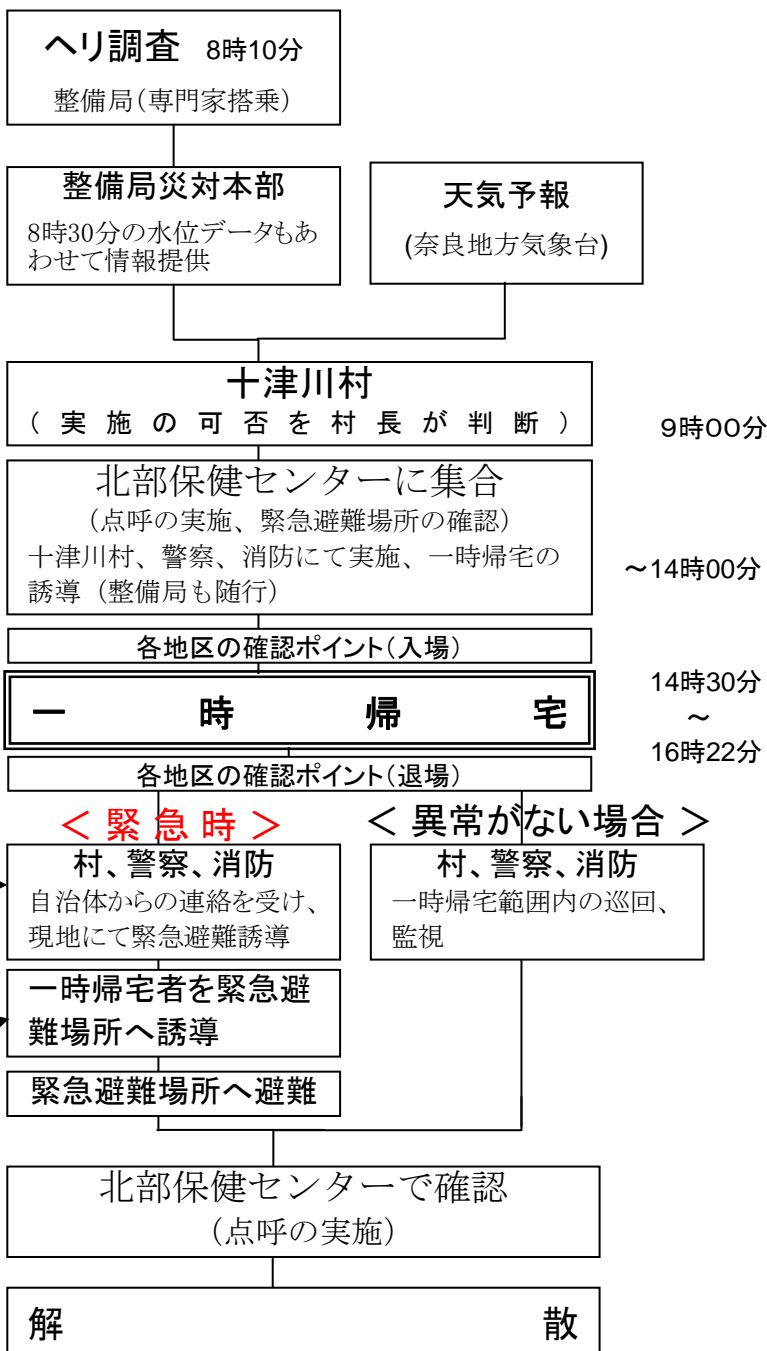 ヘリ調査 8時10分
整備局(専門家搭乗)
整備局災対本部
8時30分の水位データもあ
わせて情報提供
天気予報
(奈良地方気象台)
十津川村
(実施の可否を村長が判断)
9時00分
北部保健センターに集合
(点呼の実施、緊急避難場所の確認)
十津川村、警察、消防にて実施、一時帰宅の
誘導(整備局も随行)
~14時00分
各地区の確認ポイント(入場)
一時帰宅
14時30分
~
16時22分
各地区の確認ポイント(退場)
<緊急時>
<異常がない場合>
村、警察、消防
自治体からの連絡を受け、
現地にて緊急避難誘導
村、警察、消防
一時帰宅範囲内の巡回、
監視
一時帰宅者を緊急避
難場所へ誘導
緊急避難場所へ避難
北部保健センターで確認
(点呼の実施)
解散